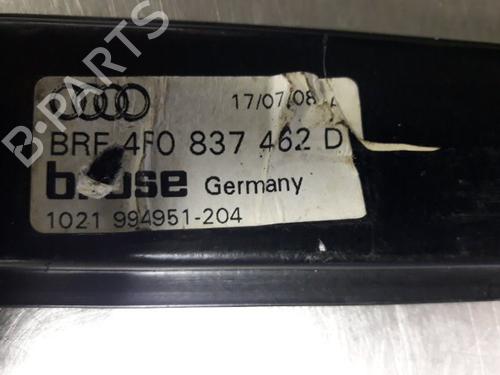 17/07/08
BRF 4F0 837 462 D
brose Germany
1021 994951-204
B-PARTS